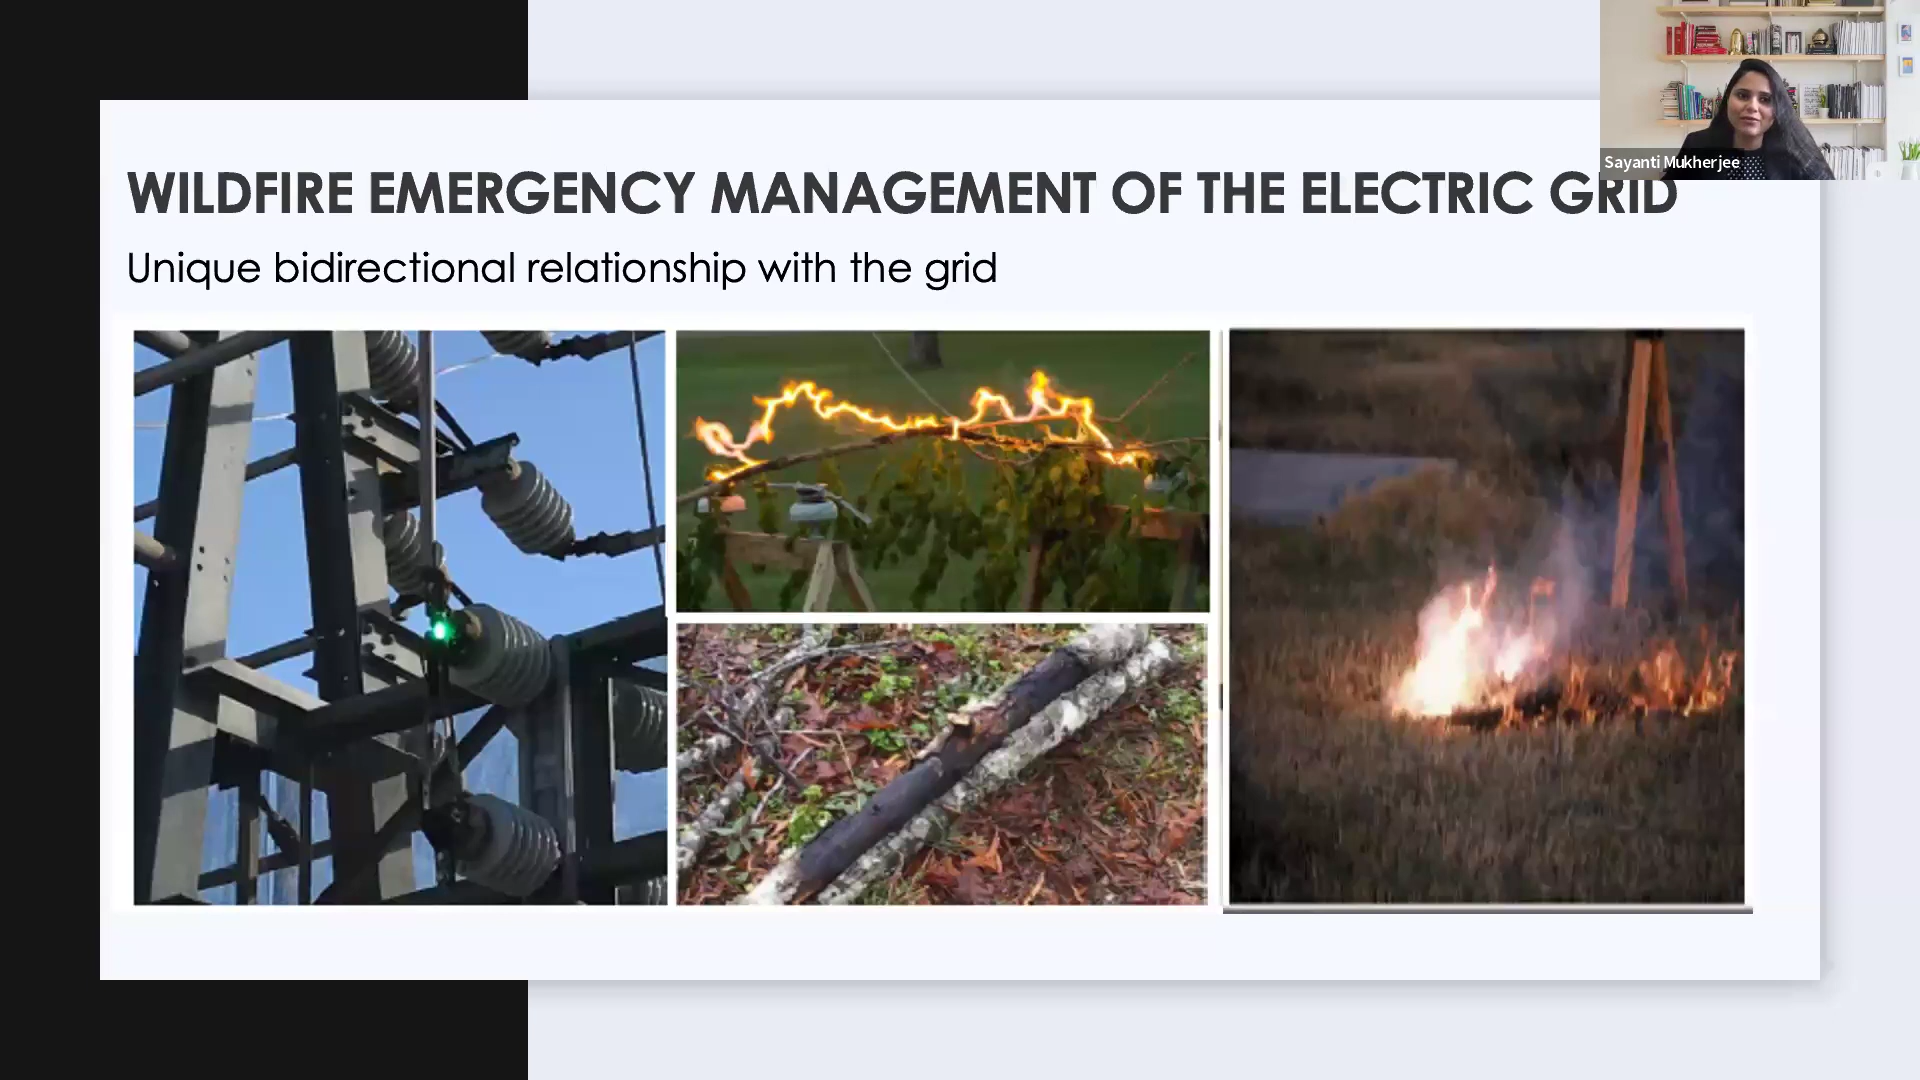 WILDFIRE EMERGENCY MANAGEMENT OF THE ELECTRIC GRID
Unique bidirectional relationship with the grid
Sayanti Mukherjee